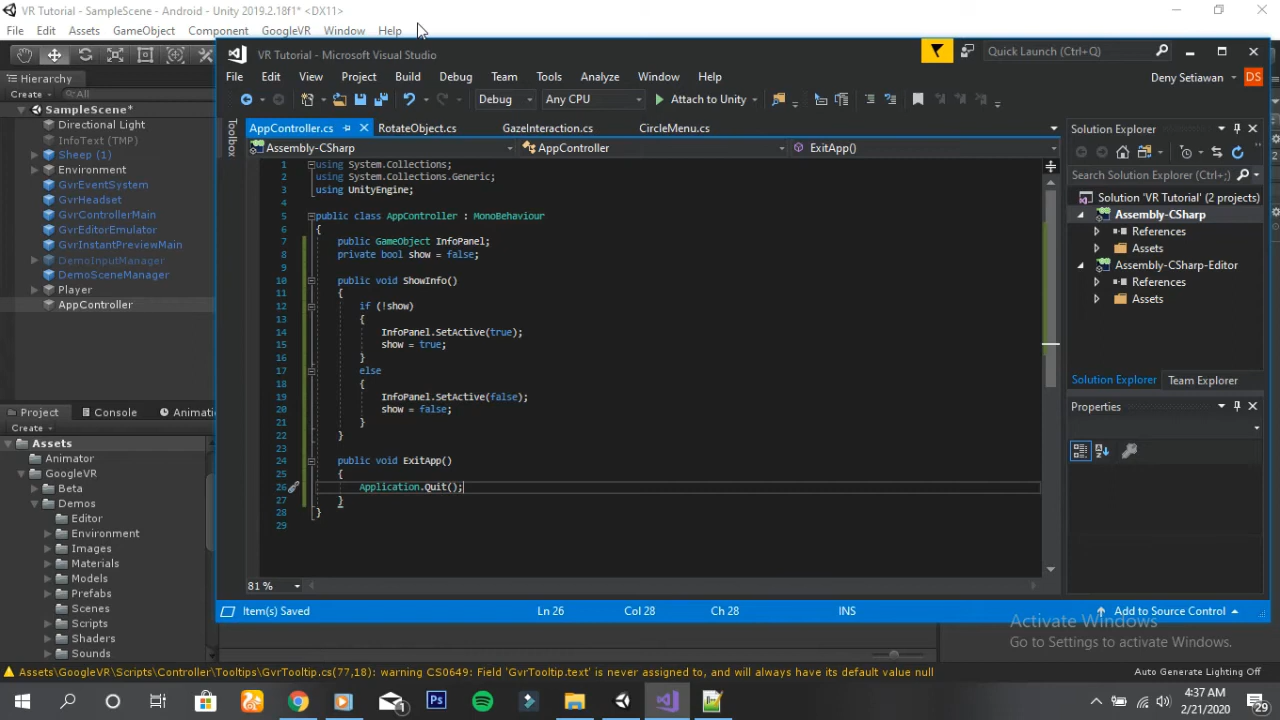 VR Tutorial - SampleScene - Android - Unity 2019.2.18f1* <DX11>
File Edit Assets GameObject Component GoogleVR Window Help
Hierarchy
Create All
SampleScene*
Directional Light
InfoText (TMP)
Sheep (1)
Environment
GvrEventSystem
GvrHeadset
GvrControllerMain
GvrEditorEmulator
GvrInstantPreviewMain
DemoInputManager
DemoSceneManager
Player
AppController
Project Console Animati
Create
Assets
Animator
GoogleVR
Beta
Demos
Editor
Environment
Images
Materials
Models
Prefabs
Scenes
Scripts
Shaders
Sounds
VR Tutorial - Microsoft Visual Studio
Quick Launch (Ctrl+;)
File Edit View Project Build Debug Team Tools Analyze Window Help
Deny Setiawan DS
Debug Any CPU Attach to Unity
Toolbox
AppController.cs RotateObject.cs GazeInteraction.cs CircleMenu.cs
Assembly-CSharp AppController ExitApp()
1 using System.Collections;
2 using System.Collections.Generic;
3 using UnityEngine;
4
5 public class AppController : MonoBehaviour
6 {
7 public GameObject InfoPanel;
8 private bool show = false;
9
10 public void ShowInfo()
11 {
12 if (!show)
13 {
14 InfoPanel.SetActive(true);
15 show = true;
16 }
17 else
18 {
19 InfoPanel.SetActive(false);
20 show = false;
21 }
22 }
23
24 public void ExitApp()
25 {
26 Application.Quit();
27 }
28 }
29
81 %
Solution Explorer
Search Solution Explorer (Ctrl+;)
Solution 'VR Tutorial' (2 projects)
Assembly-CSharp
References
Assets
Assembly-CSharp-Editor
References
Assets
Solution Explorer Team Explorer
Properties
Item(s) Saved Ln 26 Col 28 Ch 28 INS Add to Source Control
Activate Windows
Go to Settings to activate Windows.
Assets\GoogleVR\Scripts\Controller\Tooltips\GvrTooltip.cs(77,18): warning CS0649: Field 'GvrTooltip.text' is never assigned to, and will always have its default value null
Auto Generate Lighting Off
4:37 AM
2/21/2020
29